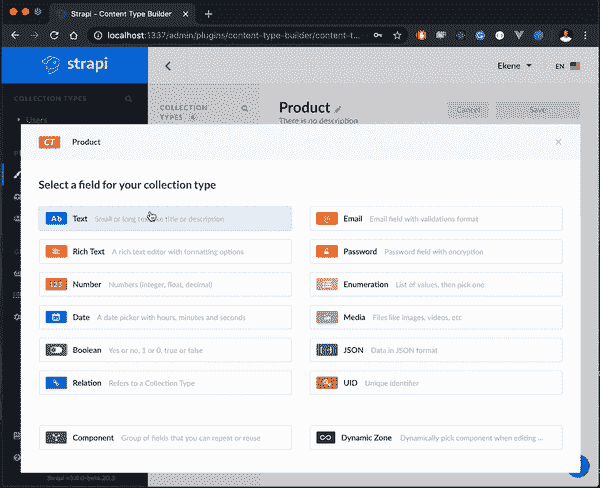 Strapi - Content Type Builder
localhost:1337/admin/plugins/content-type-builder/content-t...
strapi
Ekene
EN
COLLECTION TYPES
Users
COLLECTION
TYPES
Product
Cancel
Save
There is no description
CT
Product
Select a field for your collection type
Ab Text Small or long text like title or description
Email Email field with validations format
Rich Text A rich text editor with formatting options
Password Password field with encryption
123 Number Numbers (integer, float, decimal)
Enumeration List of values, then pick one
Date A date picker with hours, minutes and seconds
Media Files like images, videos, etc
Boolean Yes or no, 1 or 0, true or false
JSON Data in JSON format
Relation Refers to a Collection Type
UID Unique identifier
Component Group of fields that you can repeat or reuse
Dynamic Zone Dynamically pick component when editing ...
Strapi v3.0.0-beta.20.3